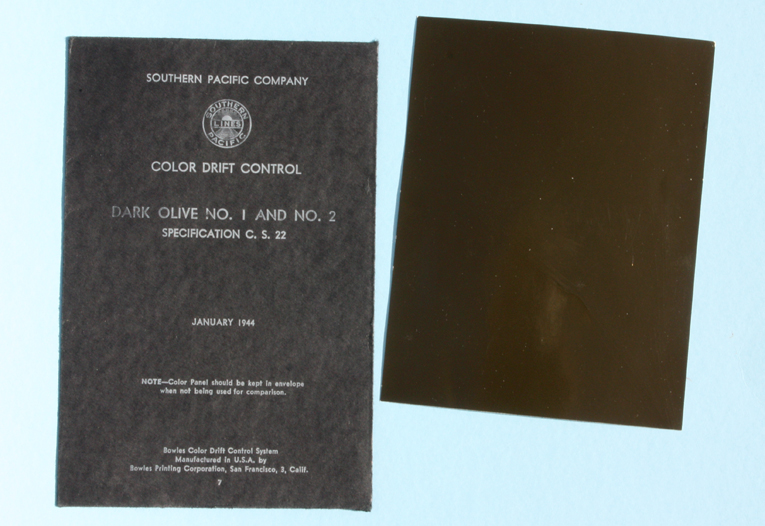 SOUTHERN PACIFIC COMPANY
SOUTHERN
LINES
PACIFIC
COLOR DRIFT CONTROL
DARK OLIVE NO. 1 AND NO. 2
SPECIFICATION C. S. 22
JANUARY 1944
NOTE—Color Panel should be kept in envelope
when not being used for comparison.
Bowles Color Drift Control System
Manufactured in U.S.A. by
Bowles Printing Corporation, San Francisco, 3, Calif.
7